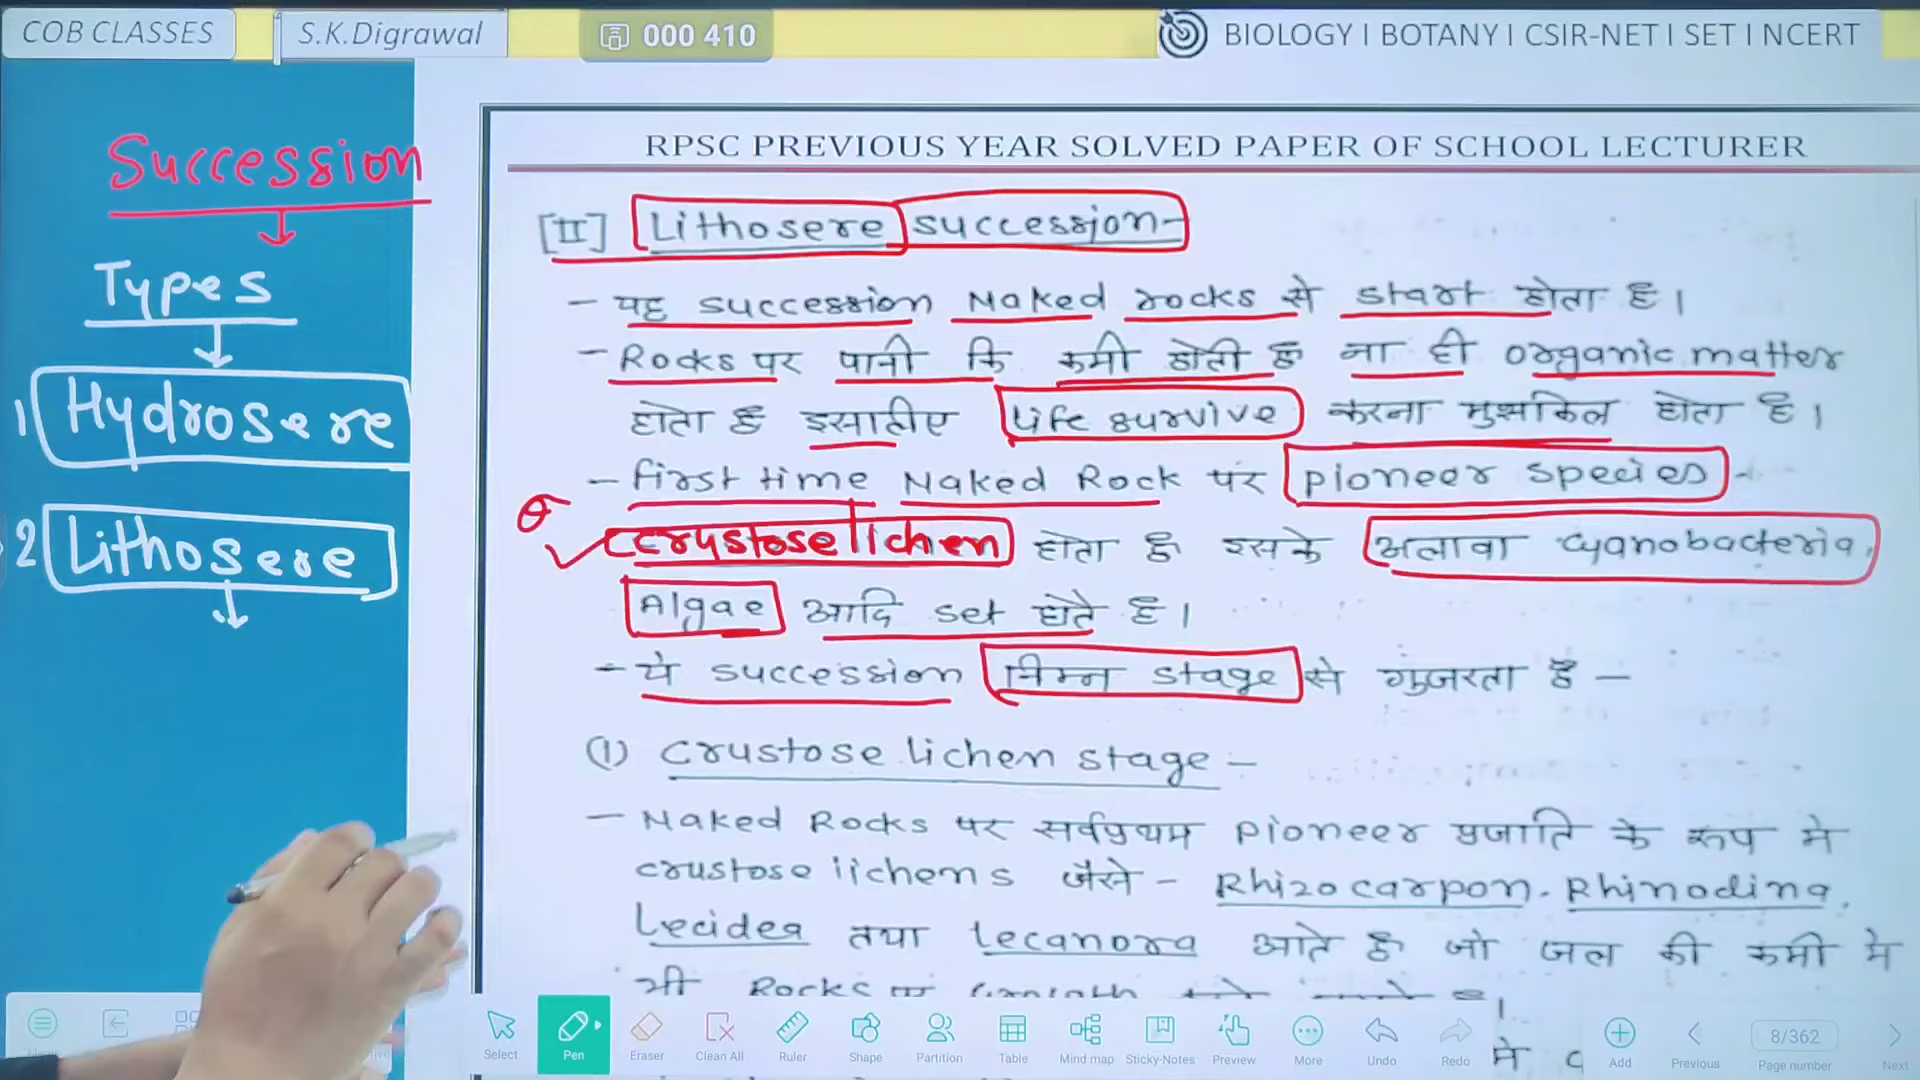 COB CLASSES
S.K.Digrawal
000 410
BIOLOGY I BOTANY I CSIR-NET I SET I NCERT
Succession
Types
1 Hydrosere
2 Lithosere
RPSC PREVIOUS YEAR SOLVED PAPER OF SCHOOL LECTURER
[II] Lithosere succession-
- यह succession Naked rocks से start होता है।
- Rocks पर पानी कि कमी होती है ना ही organic matter
होता है इसलिए life survive करना मुश्किल होता है।
- first time Naked Rock पर pioneer species -
crustose lichen होता है इसके अलावा cyanobacteria,
Algae आदि set होते है।
- ये succession निम्न stage से गुजरता है -
(1) crustose lichen stage -
- Naked Rocks पर सर्वप्रथम pioneer प्रजाति के रूप मे
crustose lichens जैसे - Rhizocarpon. Rhinodina,
Lecidea तथा lecanora आते है जो जल की कमी मे
भी Rocks पर
मे
Select
Pen
Eraser
Clean All
Ruler
Shape
Partition
Table
Mind map
Sticky-Notes
Preview
More
Undo
Redo
Add
Previous
8/362
Page number
Next